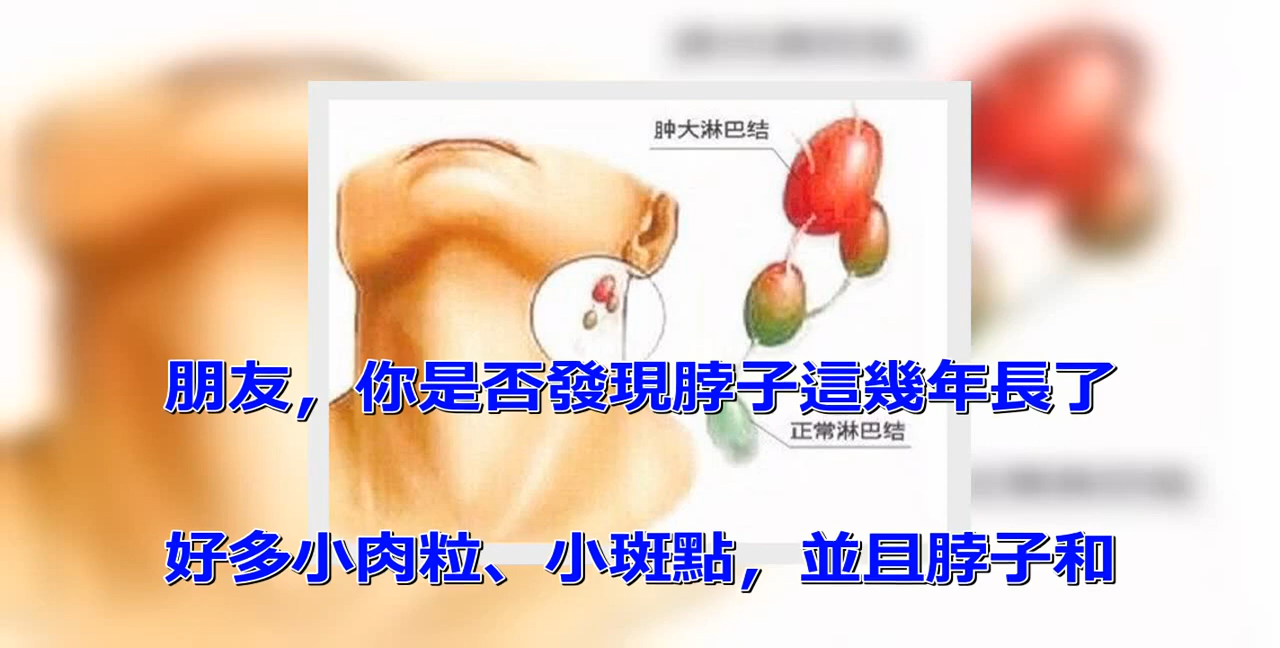 肿大淋巴结
朋友，你是否發現脖子這幾年長了
正常淋巴结
好多小肉粒、小斑點，並且脖子和